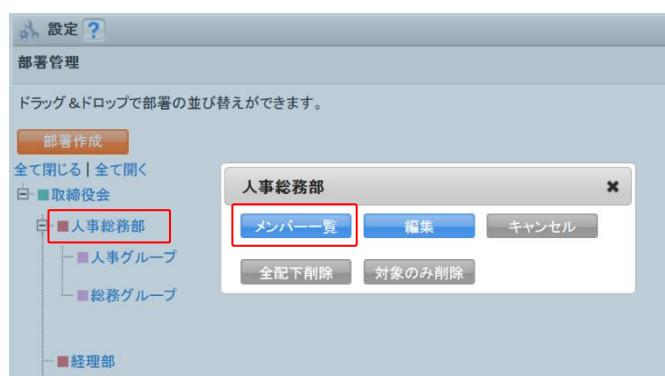 設定 ?
部署管理
ドラッグ&ドロップで部署の並び替えができます。
部署作成
全て閉じる | 全て開く
取締役会
人事総務部
人事グループ
総務グループ
経理部
人事総務部 ✖
メンバー一覧 編集 キャンセル
全配下削除 対象のみ削除